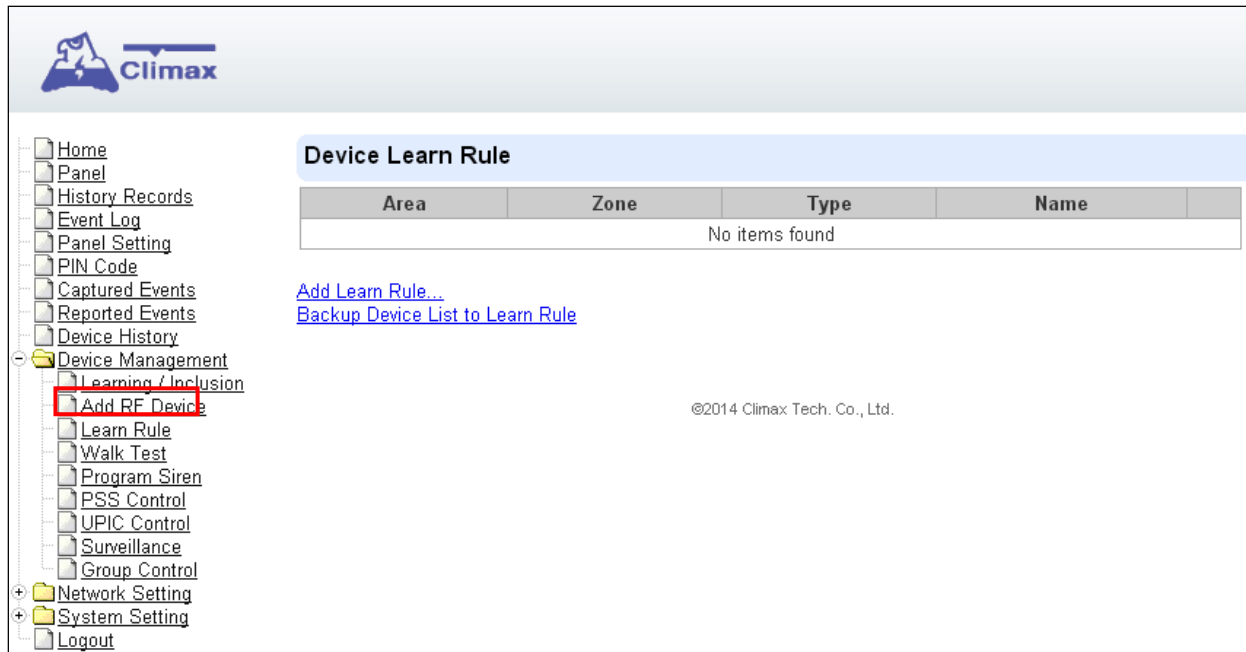 Climax
Home
Panel
History Records
Event Log
Panel Setting
PIN Code
Captured Events
Reported Events
Device History
Device Management
Learning / Inclusion
Add RF Device
Learn Rule
Walk Test
Program Siren
PSS Control
UPIC Control
Surveillance
Group Control
Network Setting
System Setting
Logout
Device Learn Rule
Area Zone Type Name
No items found
Add Learn Rule...
Backup Device List to Learn Rule
©2014 Climax Tech. Co., Ltd.